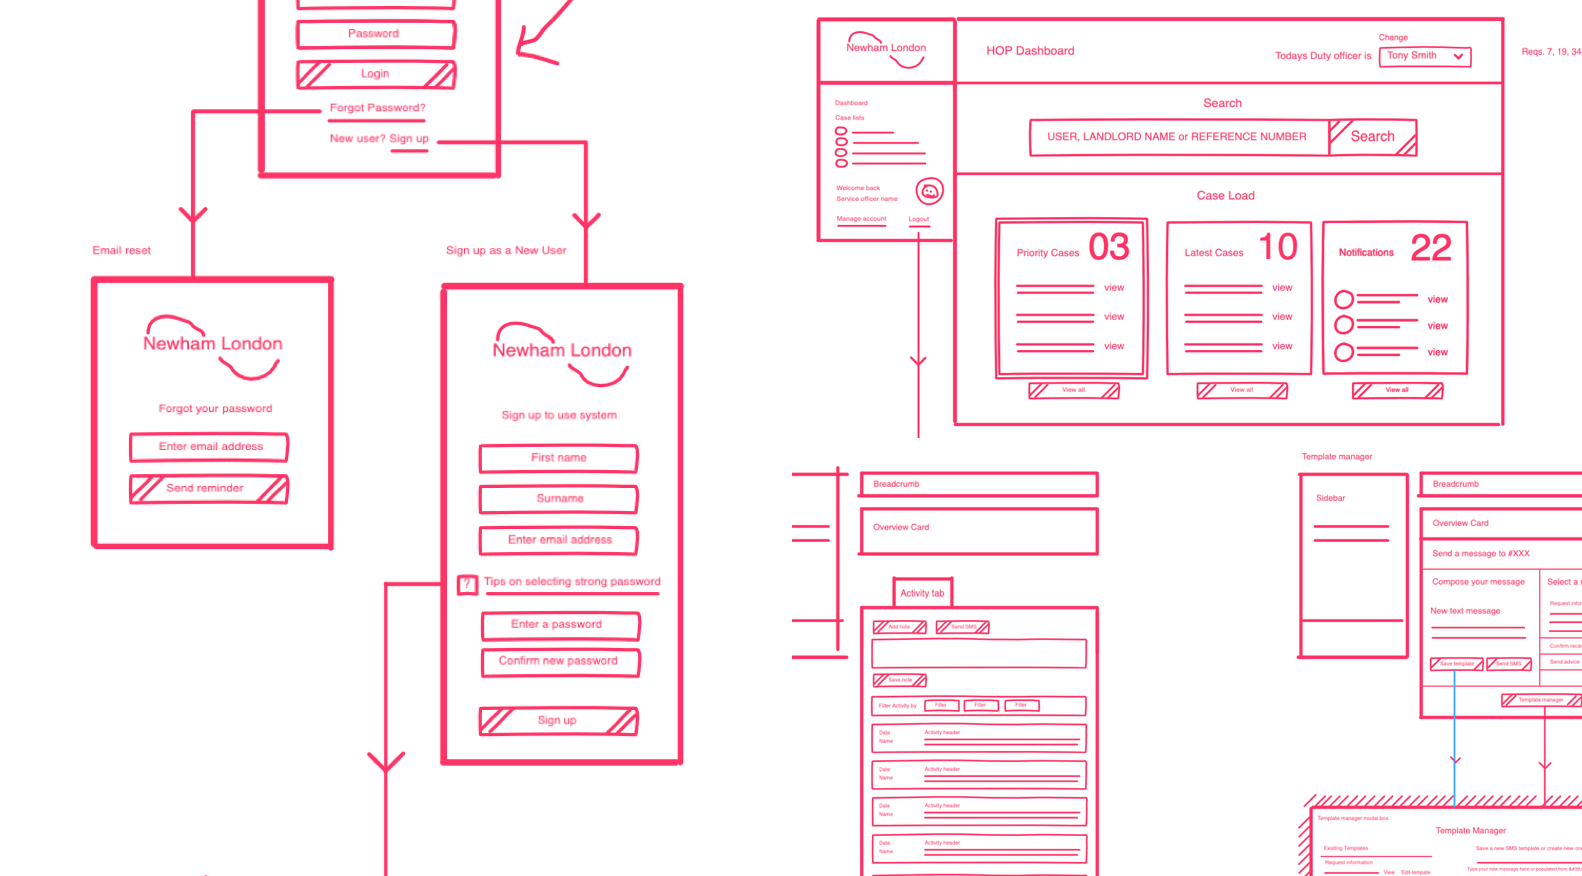 Password
Login
Forgot Password?
New user? Sign up
Email reset
Newham London
Forgot your password
Enter email address
Send reminder
Sign up as a New User
Newham London
Sign up to use system
First name
Surname
Enter email address
? Tips on selecting strong password
Enter a password
Confirm new password
Sign up
Newham London
HOP Dashboard
Change
Todays Duty officer is Tony Smith
Reqs. 7, 19, 34
Dashboard
Case lists
Welcome back
Service officer name
Manage account Logout
Search
USER, LANDLORD NAME or REFERENCE NUMBER Search
Case Load
Priority Cases 03
view
view
view
View all
Latest Cases 10
view
view
view
View all
Notifications 22
view
view
view
View all
Breadcrumb
Overview Card
Activity tab
Add note Send SMS
Save note
Filter Activity by Filter Filter Filter
Date Activity header
Name
Date Activity header
Name
Date Activity header
Name
Date Activity header
Name
Template manager
Sidebar
Breadcrumb
Overview Card
Send a message to #XXX
Compose your message
New text message
Save template Send SMS
Select a
Request infor
Confirm rece
Send advice
Template manager
Template manager modal box
Template Manager
Existing Templates
Request information
View Edit tempate
Save a new SMS template or create new one
Type your new message here or populated from